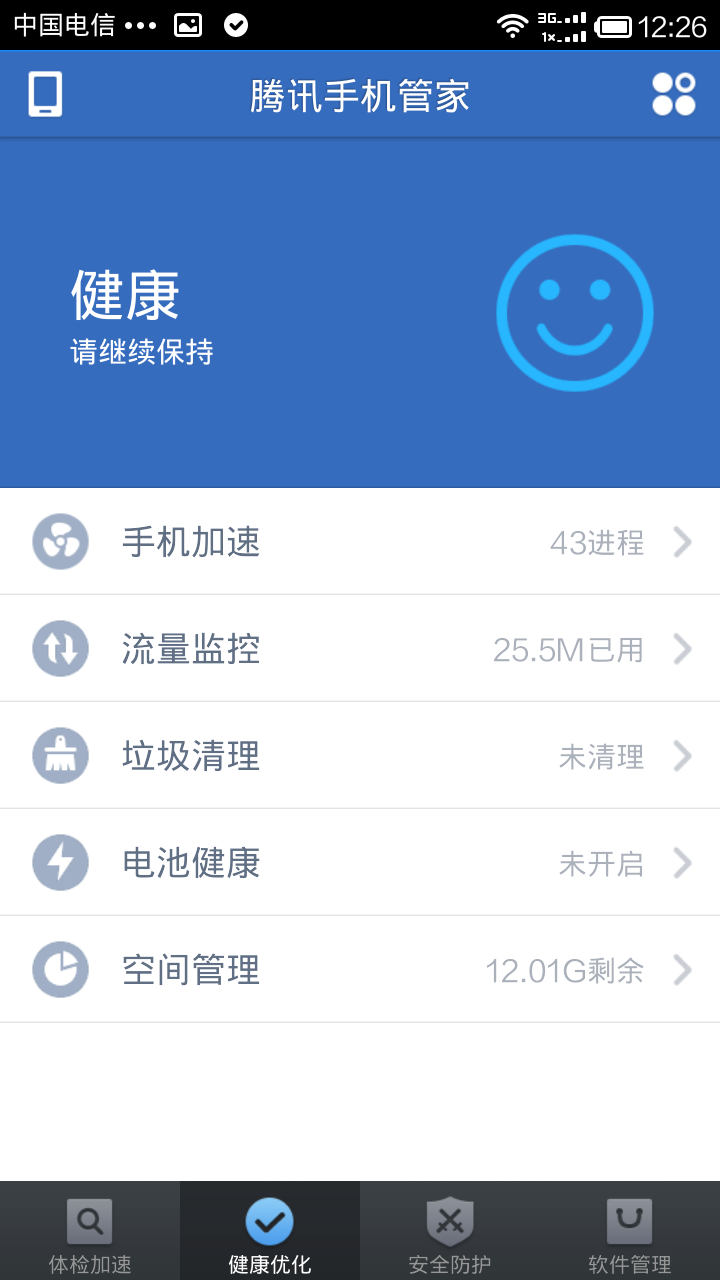 中国电信 ••• 3G 1× 12:26
腾讯手机管家
健康
请继续保持
手机加速 43进程
流量监控 25.5M已用
垃圾清理 未清理
电池健康 未开启
空间管理 12.01G剩余
体检加速 健康优化 安全防护 软件管理